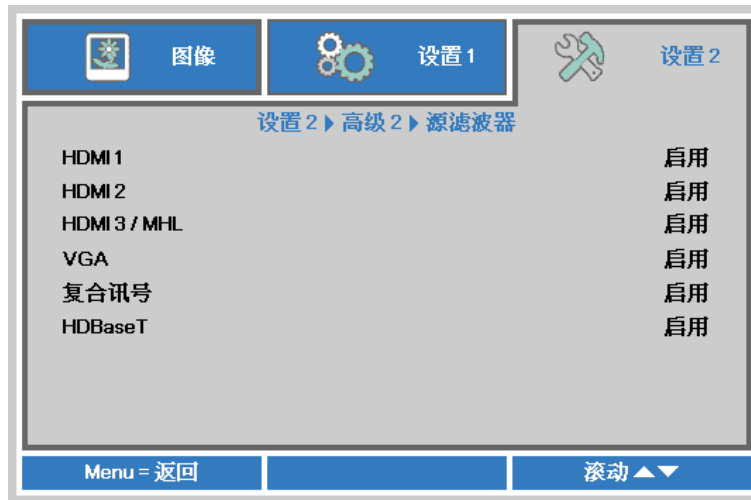 图像 设置 1 设置 2
设置 2 ▶ 高级 2 ▶ 源滤波器
HDMI 1 启用
HDMI 2 启用
HDMI 3 / MHL 启用
VGA 启用
复合讯号 启用
HDBaseT 启用
Menu = 返回 滚动 ▲▼